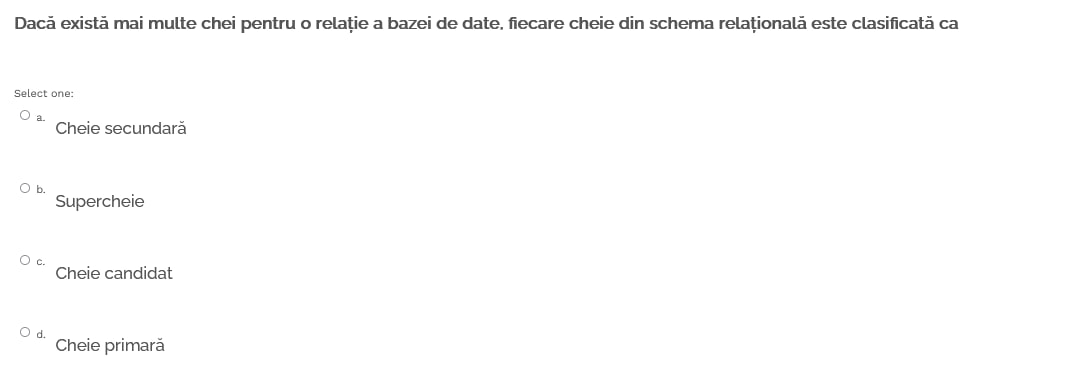 Dacă există mai multe chei pentru o relație a bazei de date, fiecare cheie din schema relațională este clasificată ca
Select one:
a. Cheie secundară
b. Supercheie
c. Cheie candidat
d. Cheie primară